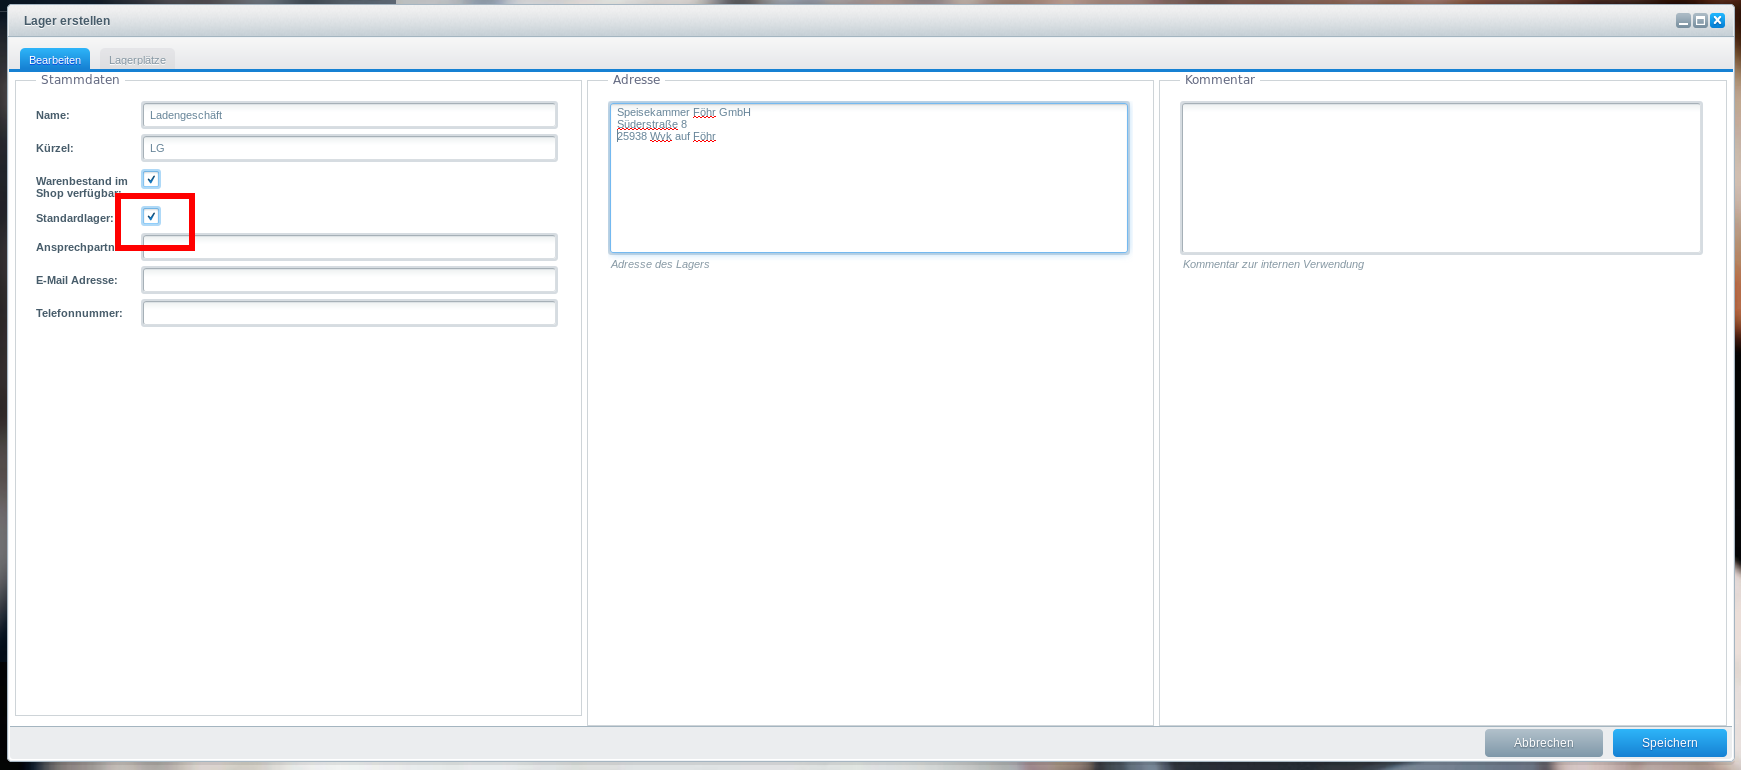 Lager erstellen
Bearbeiten
Lagerplätze
Stammdaten
Name:
Ladengeschäft
Kürzel:
LG
Warenbestand im
Shop verfügbar:
Standardlager:
Ansprechpartn
E-Mail Adresse:
Telefonnummer:
Adresse
Speisekammer Föhr GmbH
Süderstraße 8
25938 Wyk auf Föhr
Adresse des Lagers
Kommentar
Kommentar zur internen Verwendung
Abbrechen
Speichern